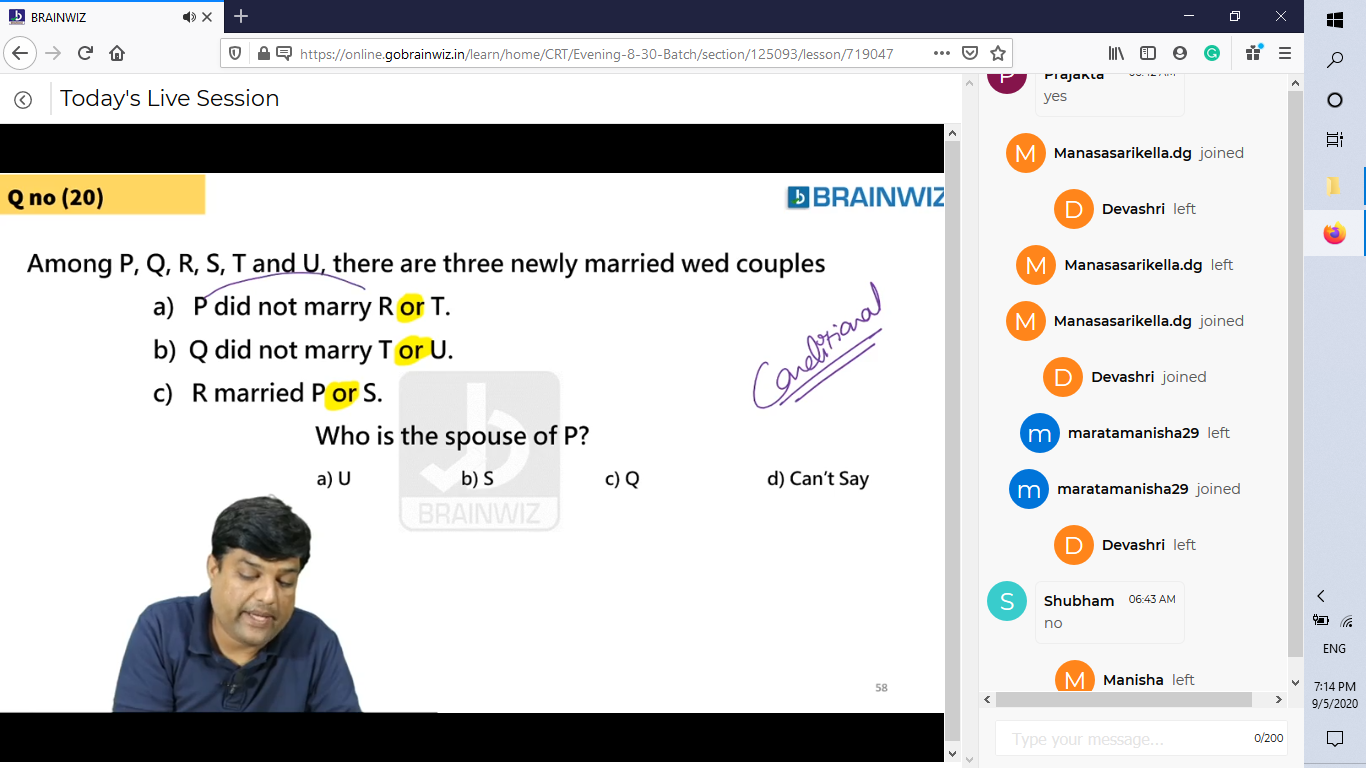 BRAINWIZ
https://online.gobrainwiz.in/learn/home/CRT/Evening-8-30-Batch/section/125093/lesson/719047
Today's Live Session
Q no (20)
BRAINWIZ
Among P, Q, R, S, T and U, there are three newly married wed couples
a) P did not marry R or T.
b) Q did not marry T or U.
c) R married P or S.
Conditional
Who is the spouse of P?
a) U b) S c) Q d) Can't Say
BRAINWIZ
58
P Prajakta 06:42 AM
yes
M Manasasarikella.dg joined
D Devashri left
M Manasasarikella.dg left
M Manasasarikella.dg joined
D Devashri joined
m maratamanisha29 left
m maratamanisha29 joined
D Devashri left
S Shubham 06:43 AM
no
M Manisha left
Type your message... 0/200
ENG
7:14 PM
9/5/2020